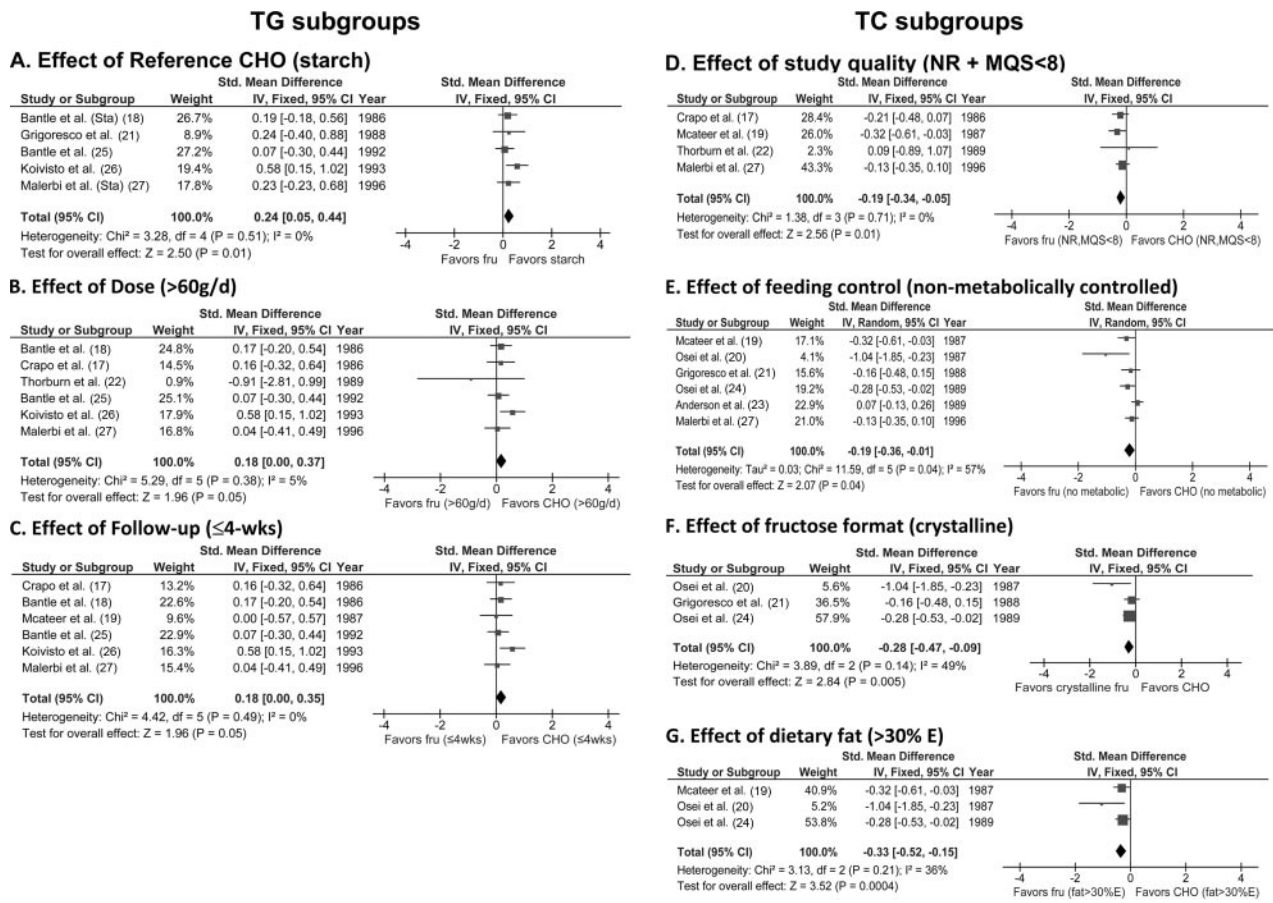 TG subgroups
A. Effect of Reference CHO (starch)
Std. Mean Difference Std. Mean Difference
Study or Subgroup Weight IV, Fixed, 95% CI Year IV, Fixed, 95% CI
Bantle et al. (Sta) (18) 26.7% 0.19 [-0.18, 0.56] 1986
Grigoresco et al. (21) 8.9% 0.24 [-0.40, 0.88] 1988
Bantle et al. (25) 27.2% 0.07 [-0.30, 0.44] 1992
Koivisto et al. (26) 19.4% 0.58 [0.15, 1.02] 1993
Malerbi et al. (Sta) (27) 17.8% 0.23 [-0.23, 0.68] 1996
Total (95% CI) 100.0% 0.24 [0.05, 0.44]
Heterogeneity: Chi² = 3.28, df = 4 (P = 0.51); I² = 0%
Test for overall effect: Z = 2.50 (P = 0.01)
-4 -2 0 2 4
Favors fru Favors starch
B. Effect of Dose (>60g/d)
Std. Mean Difference Std. Mean Difference
Study or Subgroup Weight IV, Fixed, 95% CI Year IV, Fixed, 95% CI
Bantle et al. (18) 24.8% 0.17 [-0.20, 0.54] 1986
Crapo et al. (17) 14.5% 0.16 [-0.32, 0.64] 1986
Thorburn et al. (22) 0.9% -0.91 [-2.81, 0.99] 1989
Bantle et al. (25) 25.1% 0.07 [-0.30, 0.44] 1992
Koivisto et al. (26) 17.9% 0.58 [0.15, 1.02] 1993
Malerbi et al. (27) 16.8% 0.04 [-0.41, 0.49] 1996
Total (95% CI) 100.0% 0.18 [0.00, 0.37]
Heterogeneity: Chi² = 5.29, df = 5 (P = 0.38); I² = 5%
Test for overall effect: Z = 1.96 (P = 0.05)
-4 -2 0 2 4
Favors fru (>60g/d) Favors CHO (>60g/d)
C. Effect of Follow-up (≤4-wks)
Std. Mean Difference Std. Mean Difference
Study or Subgroup Weight IV, Fixed, 95% CI Year IV, Fixed, 95% CI
Crapo et al. (17) 13.2% 0.16 [-0.32, 0.64] 1986
Bantle et al. (18) 22.6% 0.17 [-0.20, 0.54] 1986
Mcateer et al. (19) 9.6% 0.00 [-0.57, 0.57] 1987
Bantle et al. (25) 22.9% 0.07 [-0.30, 0.44] 1992
Koivisto et al. (26) 16.3% 0.58 [0.15, 1.02] 1993
Malerbi et al. (27) 15.4% 0.04 [-0.41, 0.49] 1996
Total (95% CI) 100.0% 0.18 [0.00, 0.35]
Heterogeneity: Chi² = 4.42, df = 5 (P = 0.49); I² = 0%
Test for overall effect: Z = 1.96 (P = 0.05)
-4 -2 0 2 4
Favors fru (≤4wks) Favors CHO (≤4wks)
TC subgroups
D. Effect of study quality (NR + MQS<8)
Std. Mean Difference Std. Mean Difference
Study or Subgroup Weight IV, Fixed, 95% CI Year IV, Fixed, 95% CI
Crapo et al. (17) 28.4% -0.21 [-0.48, 0.07] 1986
Mcateer et al. (19) 26.0% -0.32 [-0.61, -0.03] 1987
Thorburn et al. (22) 2.3% 0.09 [-0.89, 1.07] 1989
Malerbi et al. (27) 43.3% -0.13 [-0.35, 0.10] 1996
Total (95% CI) 100.0% -0.19 [-0.34, -0.05]
Heterogeneity: Chi² = 1.38, df = 3 (P = 0.71); I² = 0%
Test for overall effect: Z = 2.56 (P = 0.01)
-4 -2 0 2 4
Favors fru (NR,MQS<8) Favors CHO (NR,MQS<8)
E. Effect of feeding control (non-metabolically controlled)
Std. Mean Difference Std. Mean Difference
Study or Subgroup Weight IV, Random, 95% CI Year IV, Random, 95% CI
Mcateer et al. (19) 17.1% -0.32 [-0.61, -0.03] 1987
Osei et al. (20) 4.1% -1.04 [-1.85, -0.23] 1987
Grigoresco et al. (21) 15.6% -0.16 [-0.48, 0.15] 1988
Osei et al. (24) 19.2% -0.28 [-0.53, -0.02] 1989
Anderson et al. (23) 22.9% 0.07 [-0.13, 0.26] 1989
Malerbi et al. (27) 21.0% -0.13 [-0.35, 0.10] 1996
Total (95% CI) 100.0% -0.19 [-0.36, -0.01]
Heterogeneity: Tau² = 0.03; Chi² = 11.59, df = 5 (P = 0.04); I² = 57%
Test for overall effect: Z = 2.07 (P = 0.04)
-4 -2 0 2 4
Favors fru (no metabolic) Favors CHO (no metabolic)
F. Effect of fructose format (crystalline)
Std. Mean Difference Std. Mean Difference
Study or Subgroup Weight IV, Fixed, 95% CI Year IV, Fixed, 95% CI
Osei et al. (20) 5.6% -1.04 [-1.85, -0.23] 1987
Grigoresco et al. (21) 36.5% -0.16 [-0.48, 0.15] 1988
Osei et al. (24) 57.9% -0.28 [-0.53, -0.02] 1989
Total (95% CI) 100.0% -0.28 [-0.47, -0.09]
Heterogeneity: Chi² = 3.89, df = 2 (P = 0.14); I² = 49%
Test for overall effect: Z = 2.84 (P = 0.005)
-4 -2 0 2 4
Favors crystalline fru Favors CHO
G. Effect of dietary fat (>30% E)
Std. Mean Difference Std. Mean Difference
Study or Subgroup Weight IV, Fixed, 95% CI Year IV, Fixed, 95% CI
Mcateer et al. (19) 40.9% -0.32 [-0.61, -0.03] 1987
Osei et al. (20) 5.2% -1.04 [-1.85, -0.23] 1987
Osei et al. (24) 53.8% -0.28 [-0.53, -0.02] 1989
Total (95% CI) 100.0% -0.33 [-0.52, -0.15]
Heterogeneity: Chi² = 3.13, df = 2 (P = 0.21); I² = 36%
Test for overall effect: Z = 3.52 (P = 0.0004)
-4 -2 0 2 4
Favors fru (fat>30%E) Favors CHO (fat>30%E)